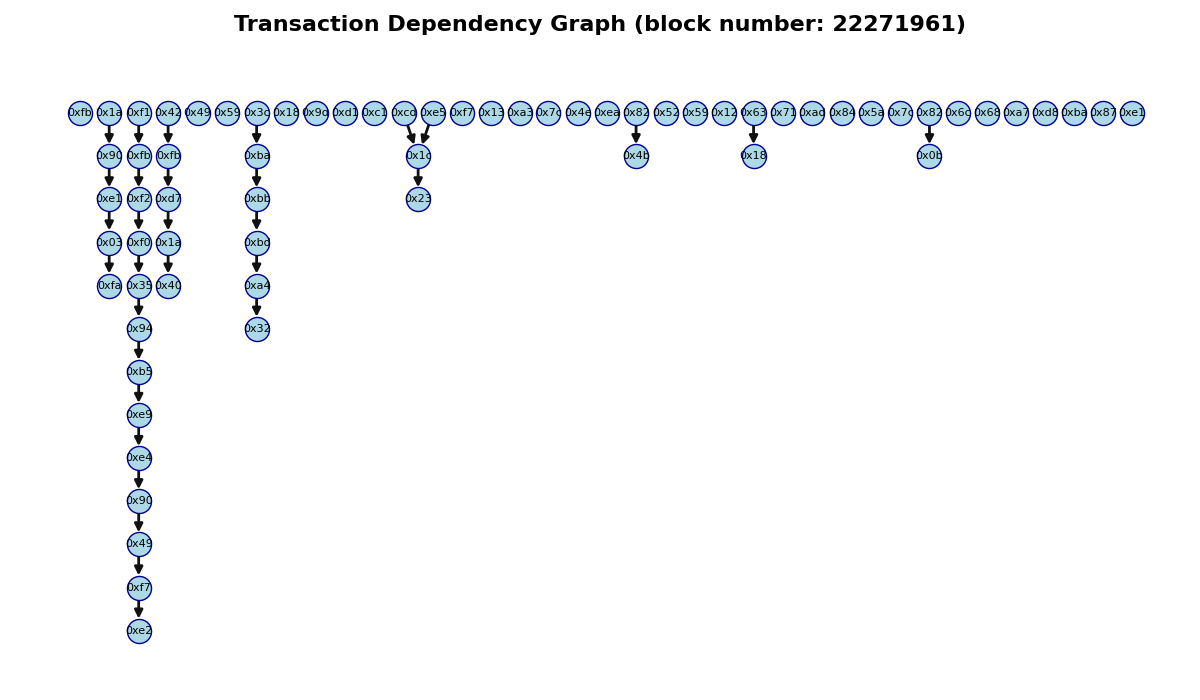 Transaction Dependency Graph (block number: 22271961)
0xfb 0x1a 0xf1 0x42 0x49 0x59 0x3c 0x18 0x9d 0xd1 0xc1 0xcd 0xe5 0xf7 0x13 0xa3 0x7c 0x4e 0xea 0x82 0x52 0x59 0x12 0x63 0x71 0xad 0x84 0x5a 0x7c 0x82 0x6c 0x68 0xa7 0xd8 0xba 0x87 0xe1
0x90 0xfb 0xfb 0xba 0x1c 0x4b 0x18 0x0b
0xe1 0xf2 0xd7 0xbb 0x23
0x03 0xf0 0x1a 0xbd
0xfa 0x35 0x40 0xa4
0x94 0x32
0xb5
0xe9
0xe4
0x90
0x49
0xf7
0xe2